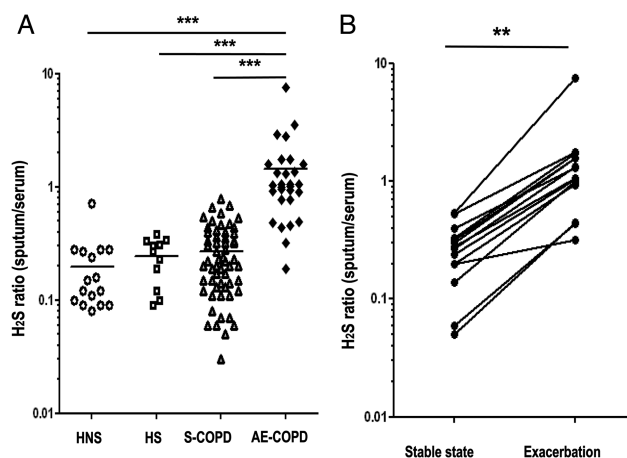 A
***
***
***
H2S ratio (sputum/serum)
10
1
0.1
0.01
HNS HS S-COPD AE-COPD
B
**
H2S ratio (sputum/serum)
10
1
0.1
0.01
Stable state Exacerbation